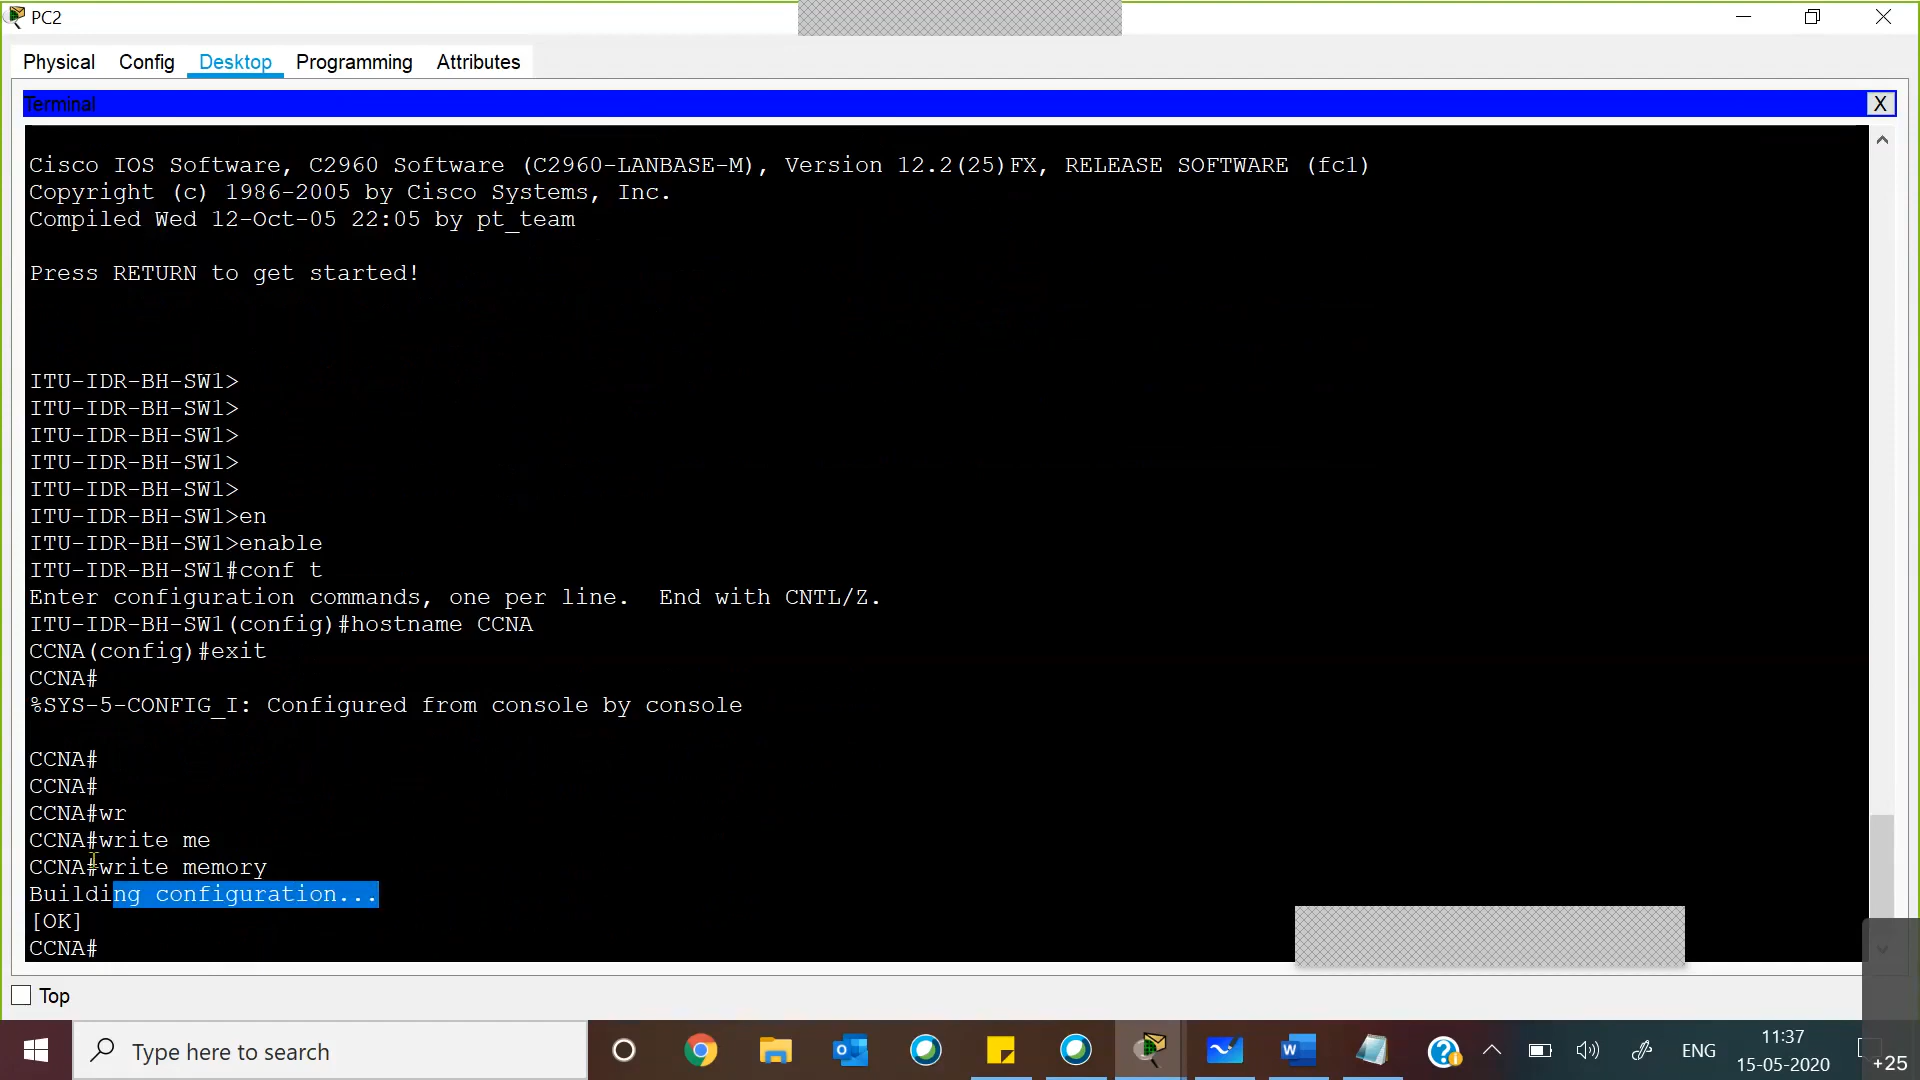 PC2
Physical Config Desktop Programming Attributes
Terminal X
Cisco IOS Software, C2960 Software (C2960-LANBASE-M), Version 12.2(25)FX, RELEASE SOFTWARE (fc1)
Copyright (c) 1986-2005 by Cisco Systems, Inc.
Compiled Wed 12-Oct-05 22:05 by pt_team
Press RETURN to get started!
ITU-IDR-BH-SW1>
ITU-IDR-BH-SW1>
ITU-IDR-BH-SW1>
ITU-IDR-BH-SW1>
ITU-IDR-BH-SW1>
ITU-IDR-BH-SW1>en
ITU-IDR-BH-SW1>enable
ITU-IDR-BH-SW1#conf t
Enter configuration commands, one per line.  End with CNTL/Z.
ITU-IDR-BH-SW1(config)#hostname CCNA
CCNA(config)#exit
CCNA#
%SYS-5-CONFIG_I: Configured from console by console
CCNA#
CCNA#
CCNA#wr
CCNA#write me
CCNA#write memory
Building configuration...
[OK]
CCNA#
Top
Type here to search
ENG
11:37
15-05-2020
+25